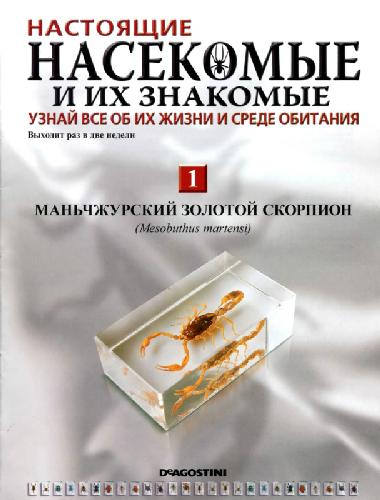 НАСТОЯЩИЕ
НАСЕКОМЫЕ
И ИХ ЗНАКОМЫЕ
УЗНАЙ ВСЕ ОБ ИХ ЖИЗНИ И СРЕДЕ ОБИТАНИЯ
Выходит раз в две недели
1
МАНЬЧЖУРСКИЙ ЗОЛОТОЙ СКОРПИОН
(Mesobuthus martensi)
DeAGOSTINI